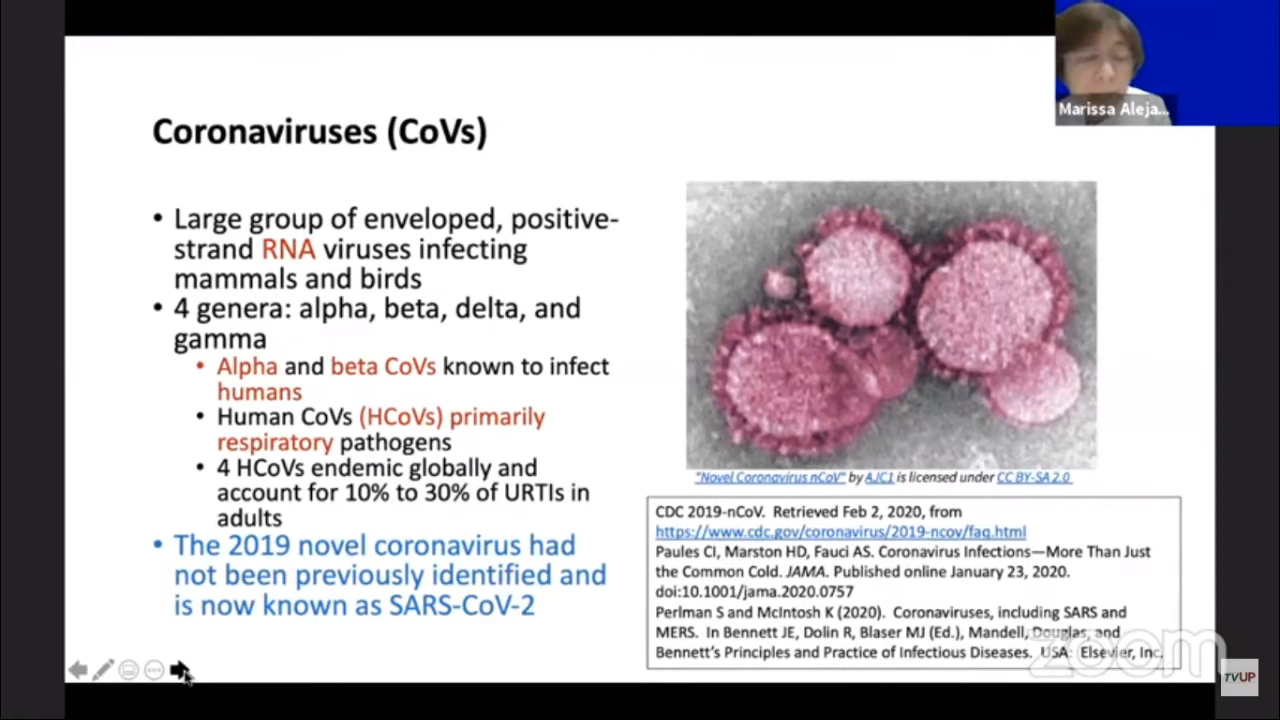 Marissa Aleja...
Coronaviruses (CoVs)
• Large group of enveloped, positive-
strand RNA viruses infecting
mammals and birds
• 4 genera: alpha, beta, delta, and
gamma
• Alpha and beta CoVs known to infect
humans
• Human CoVs (HCoVs) primarily
respiratory pathogens
• 4 HCoVs endemic globally and
account for 10% to 30% of URTIs in
adults
• The 2019 novel coronavirus had
not been previously identified and
is now known as SARS-CoV-2
"Novel Coronavirus nCoV" by AJC1 is licensed under CC BY-SA 2.0
CDC 2019-nCoV. Retrieved Feb 2, 2020, from
https://www.cdc.gov/coronavirus/2019-ncov/faq.html
Paules CI, Marston HD, Fauci AS. Coronavirus Infections—More Than Just
the Common Cold. JAMA. Published online January 23, 2020.
doi:10.1001/jama.2020.0757
Perlman S and McIntosh K (2020). Coronaviruses, including SARS and
MERS. In Bennett JE, Dolin R, Blaser MJ (Ed.), Mandell, Douglas, and
Bennett's Principles and Practice of Infectious Diseases. USA: Elsevier, Inc.
zoom
TVUP